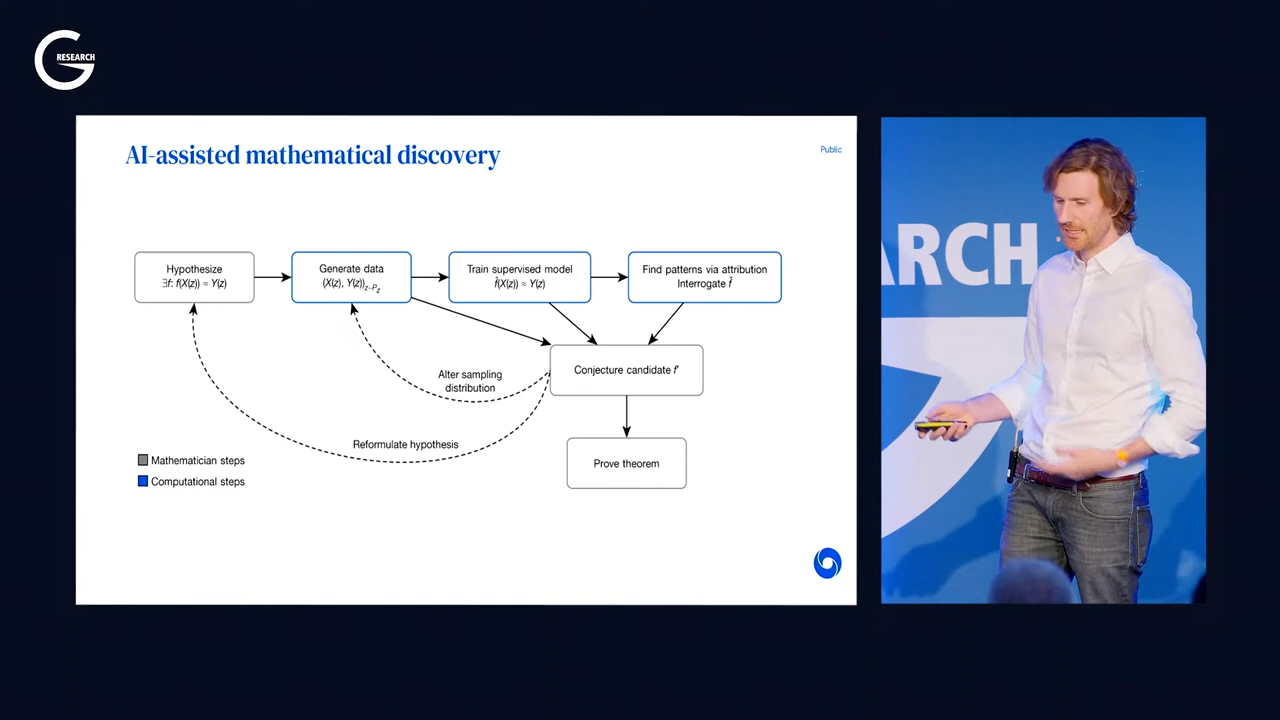 RESEARCH
AI-assisted mathematical discovery
Public
Hypothesize
∃f: f(X(z)) ≈ Y(z)
Generate data
(X(z), Y(z))z~Pz
Train supervised model
f̂(X(z)) ≈ Y(z)
Find patterns via attribution
Interrogate f̂
Alter sampling
distribution
Conjecture candidate f′
Reformulate hypothesis
Prove theorem
Mathematician steps
Computational steps
ARCH